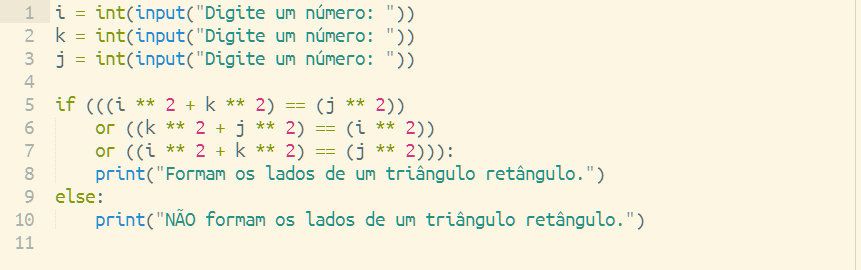 1 i = int(input("Digite um número: "))
2 k = int(input("Digite um número: "))
3 j = int(input("Digite um número: "))
4
5 if (((i ** 2 + k ** 2) == (j ** 2))
6     or ((k ** 2 + j ** 2) == (i ** 2))
7     or ((i ** 2 + k ** 2) == (j ** 2))):
8     print("Formam os lados de um triângulo retângulo.")
9 else:
10     print("NÃO formam os lados de um triângulo retângulo.")
11